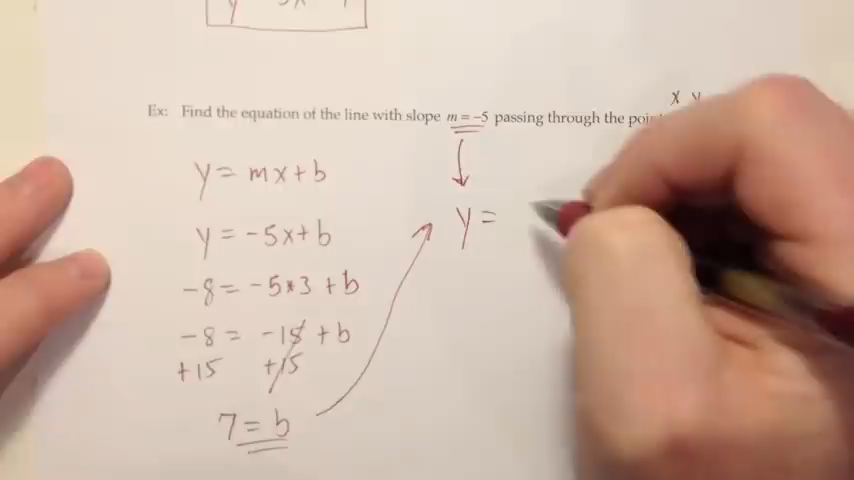 x y
Ex: Find the equation of the line with slope m = -5 passing through the point
y = mx + b
y = -5x + b
y =
-8 = -5*3 + b
-8 = -15 + b
+15 +15
7 = b